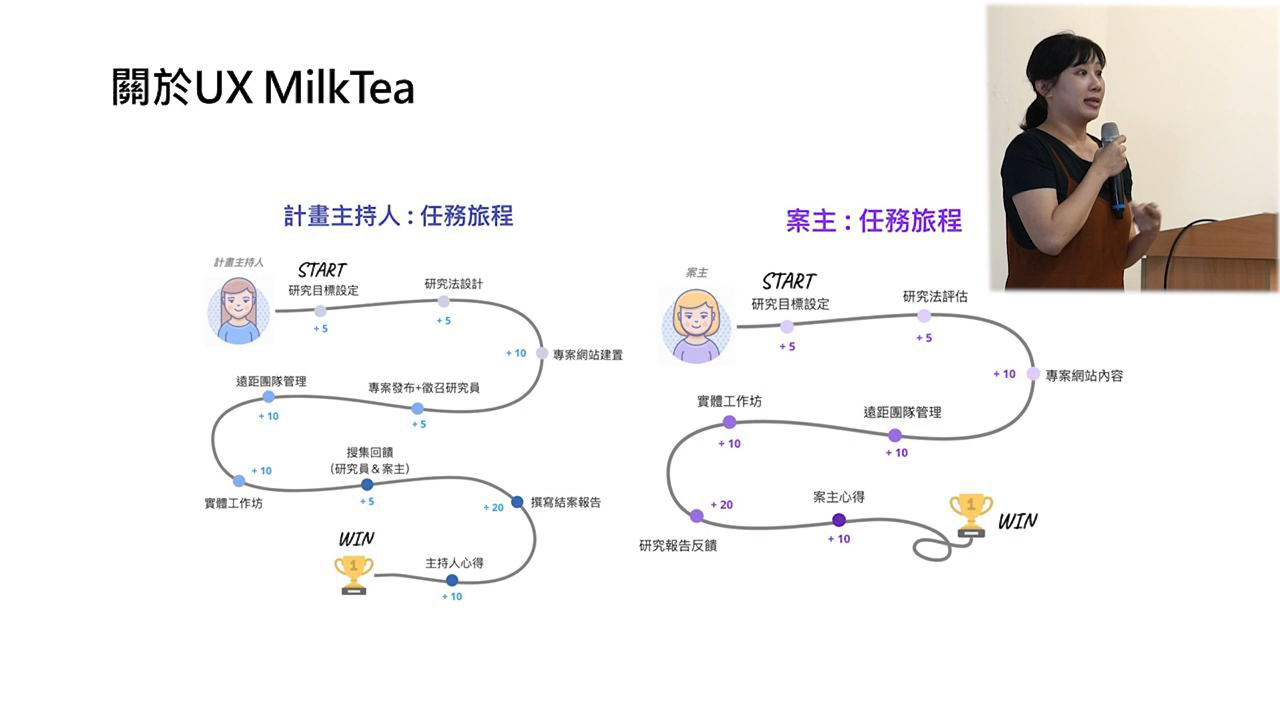 關於UX MilkTea
計畫主持人 : 任務旅程
計畫主持人
START
研究目標設定
+ 5
研究法設計
+ 5
+ 10
專案網站建置
遠距團隊管理
+ 10
專案發布+徵召研究員
+ 5
+ 10
實體工作坊
授集回饋
(研究員＆案主)
+ 5
+ 20
撰寫結案報告
WIN
1
主持人心得
+ 10
案主 : 任務旅程
案主
START
研究目標設定
+ 5
研究法評估
+ 5
+ 10
專案網站內容
實體工作坊
+ 10
遠距團隊管理
+ 10
+ 20
研究報告反饋
案主心得
+ 10
1
WIN